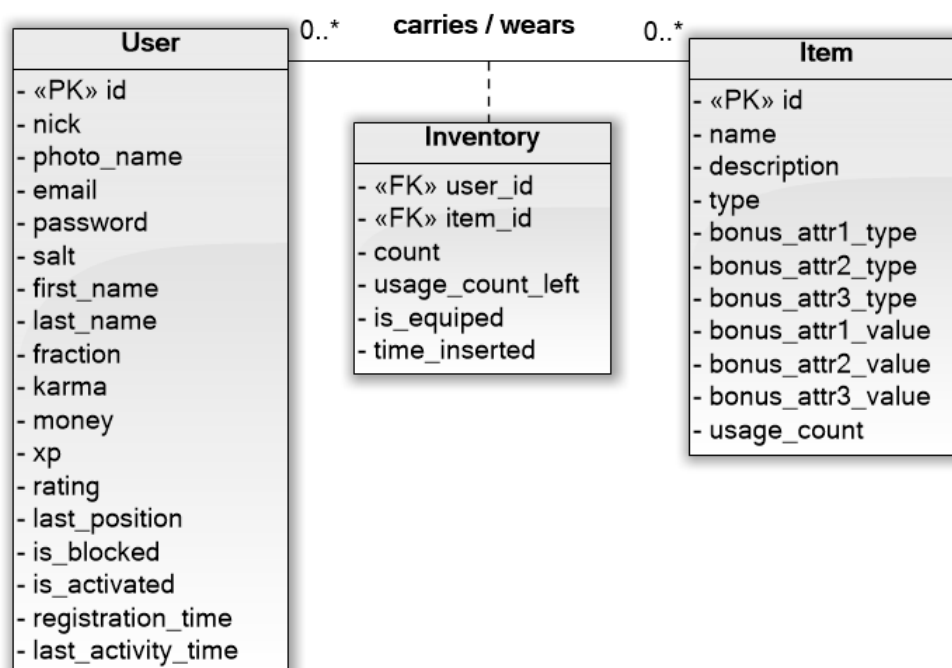 User
- «PK» id
- nick
- photo_name
- email
- password
- salt
- first_name
- last_name
- fraction
- karma
- money
- xp
- rating
- last_position
- is_blocked
- is_activated
- registration_time
- last_activity_time
0..*
carries / wears
0..*
Inventory
- «FK» user_id
- «FK» item_id
- count
- usage_count_left
- is_equiped
- time_inserted
Item
- «PK» id
- name
- description
- type
- bonus_attr1_type
- bonus_attr2_type
- bonus_attr3_type
- bonus_attr1_value
- bonus_attr2_value
- bonus_attr3_value
- usage_count